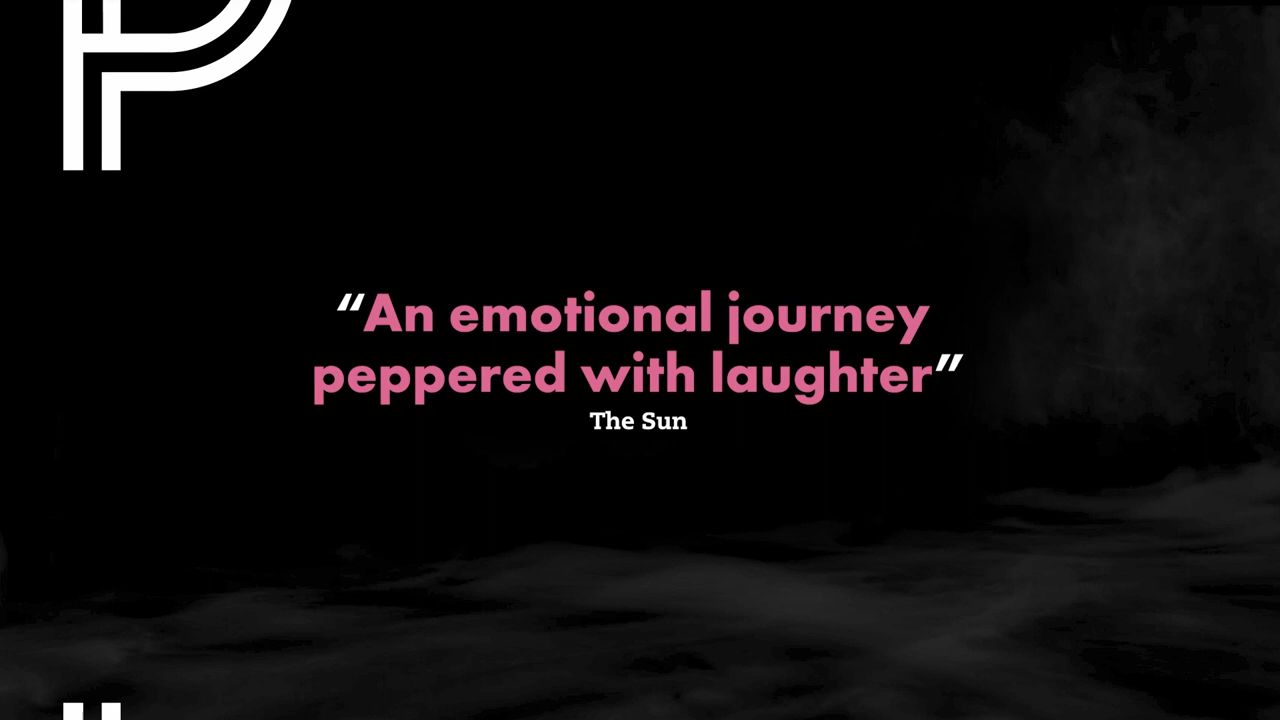 P
“An emotional journey
peppered with laughter”
The Sun